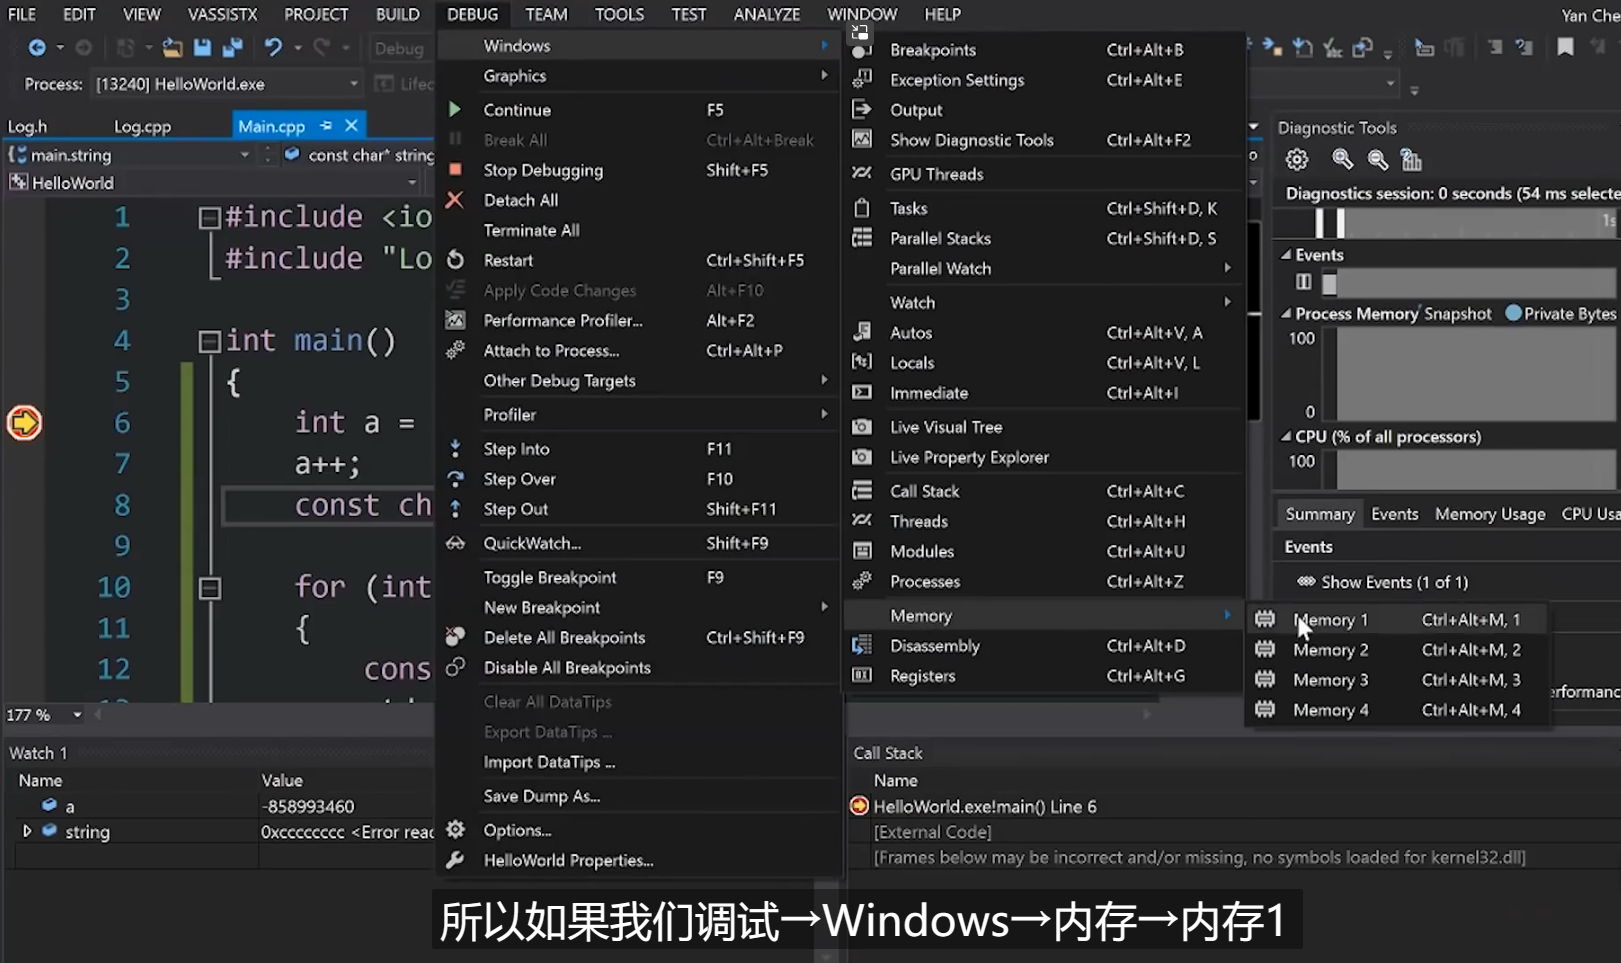 FILE EDIT VIEW VASSISTX PROJECT BUILD DEBUG TEAM TOOLS TEST ANALYZE WINDOW HELP
Yan Che
Debug
Process: [13240] HelloWorld.exe Lifec
Log.h Log.cpp Main.cpp
main.string const char* string
HelloWorld
1 #include <io
2 #include "Lo
3
4 int main()
5 {
6 int a =
7 a++;
8 const ch
9
10 for (int
11 {
12 cons
177 %
Watch 1
Name Value
a -858993460
string 0xcccccccc <Error reac
Windows
Graphics
Continue F5
Break All Ctrl+Alt+Break
Stop Debugging Shift+F5
Detach All
Terminate All
Restart Ctrl+Shift+F5
Apply Code Changes Alt+F10
Performance Profiler... Alt+F2
Attach to Process... Ctrl+Alt+P
Other Debug Targets
Profiler
Step Into F11
Step Over F10
Step Out Shift+F11
QuickWatch... Shift+F9
Toggle Breakpoint F9
New Breakpoint
Delete All Breakpoints Ctrl+Shift+F9
Disable All Breakpoints
Clear All DataTips
Export DataTips ...
Import DataTips ...
Save Dump As...
Options...
HelloWorld Properties...
Breakpoints Ctrl+Alt+B
Exception Settings Ctrl+Alt+E
Output
Show Diagnostic Tools Ctrl+Alt+F2
GPU Threads
Tasks Ctrl+Shift+D, K
Parallel Stacks Ctrl+Shift+D, S
Parallel Watch
Watch
Autos Ctrl+Alt+V, A
Locals Ctrl+Alt+V, L
Immediate Ctrl+Alt+I
Live Visual Tree
Live Property Explorer
Call Stack Ctrl+Alt+C
Threads Ctrl+Alt+H
Modules Ctrl+Alt+U
Processes Ctrl+Alt+Z
Memory
Disassembly Ctrl+Alt+D
Registers Ctrl+Alt+G
Memory 1 Ctrl+Alt+M, 1
Memory 2 Ctrl+Alt+M, 2
Memory 3 Ctrl+Alt+M, 3
Memory 4 Ctrl+Alt+M, 4
Diagnostic Tools
Diagnostics session: 0 seconds (54 ms selecte
1s
Events
Process Memory Snapshot Private Bytes
100
0
CPU (% of all processors)
100
Summary Events Memory Usage CPU Usa
Events
Show Events (1 of 1)
erformanc
Call Stack
Name
HelloWorld.exe!main() Line 6
[External Code]
[Frames below may be incorrect and/or missing, no symbols loaded for kernel32.dll]
所以如果我们调试→Windows→内存→内存1